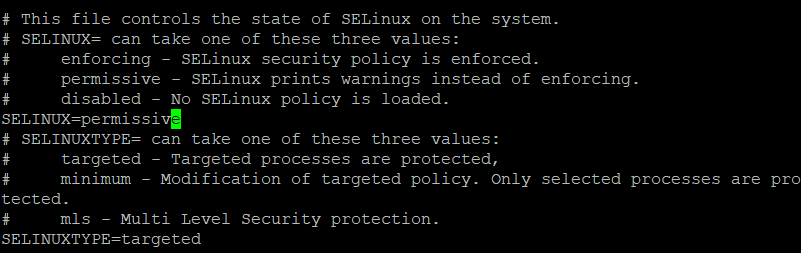 # This file controls the state of SELinux on the system.
# SELINUX= can take one of these three values:
#     enforcing - SELinux security policy is enforced.
#     permissive - SELinux prints warnings instead of enforcing.
#     disabled - No SELinux policy is loaded.
SELINUX=permissive
# SELINUXTYPE= can take one of these three values:
#     targeted - Targeted processes are protected,
#     minimum - Modification of targeted policy. Only selected processes are pro
tected.
#     mls - Multi Level Security protection.
SELINUXTYPE=targeted